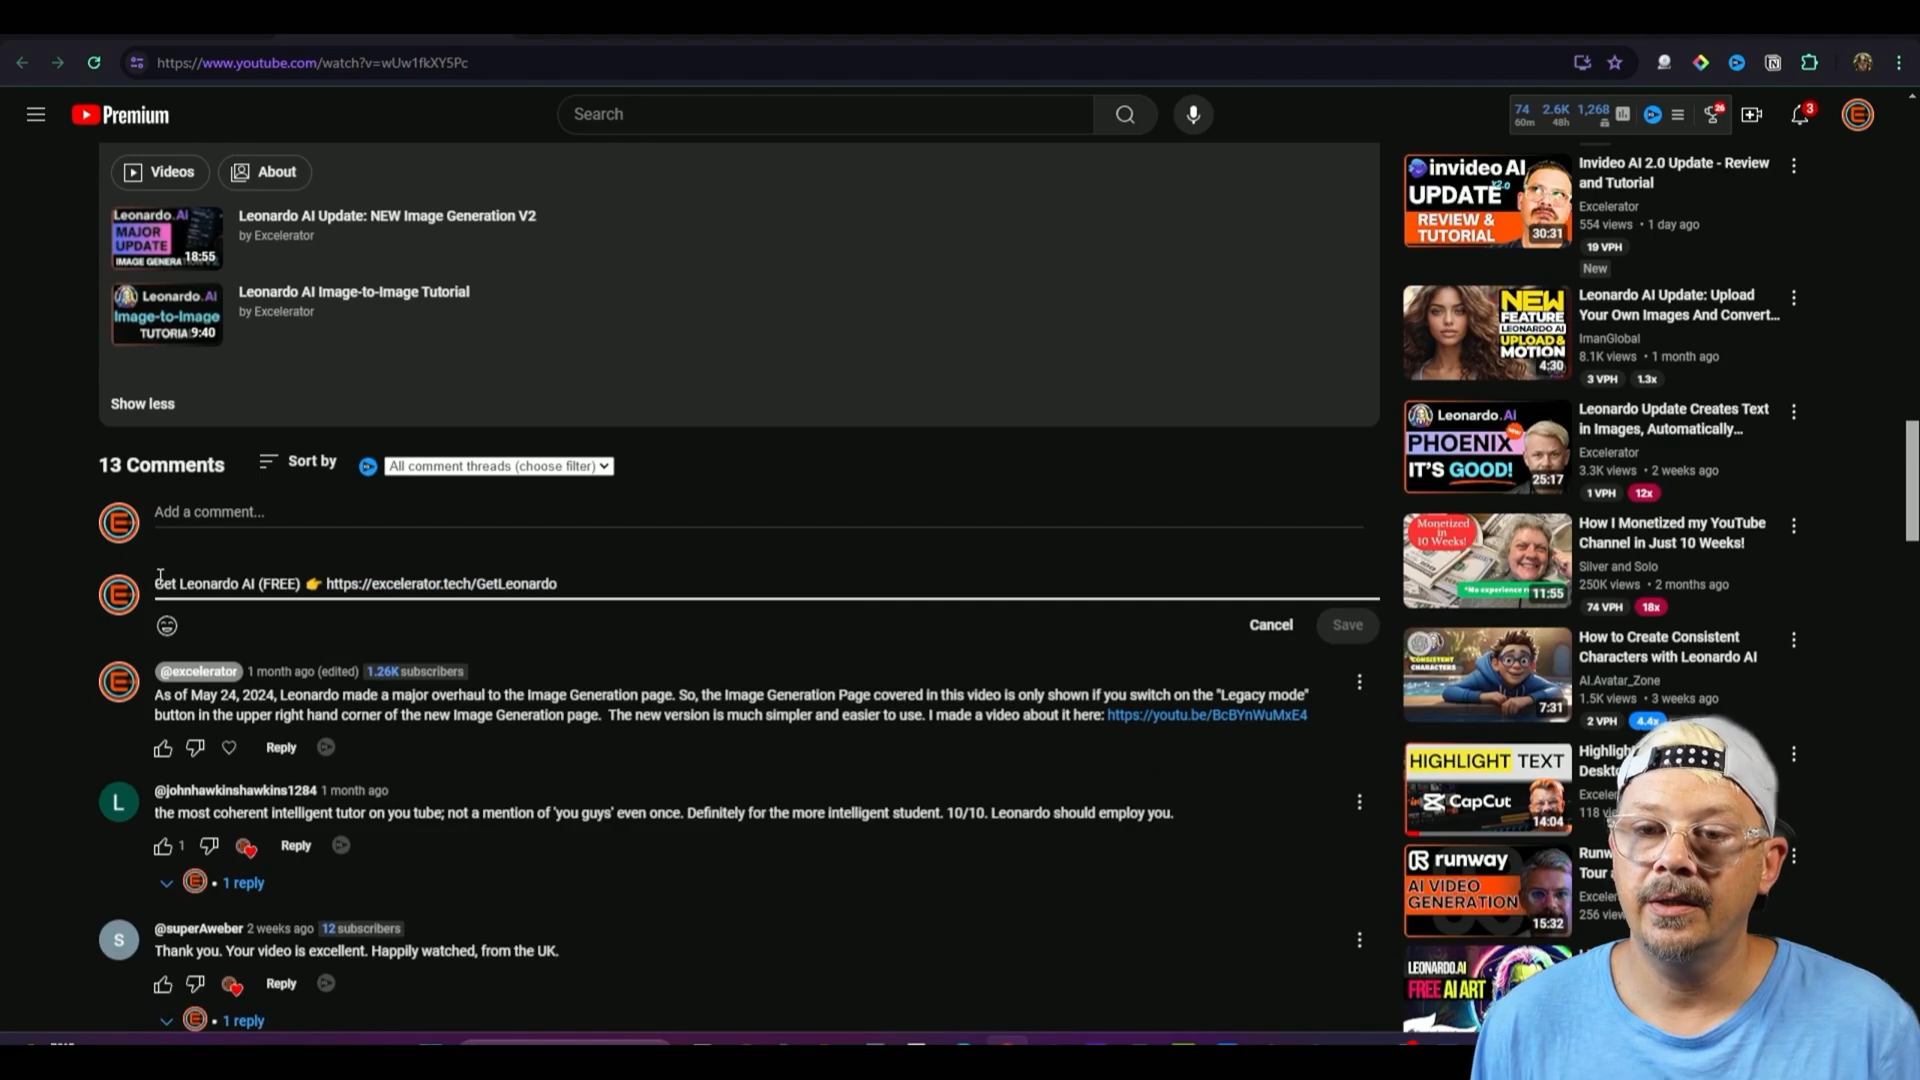 https://www.youtube.com/watch?v=wUw1fkXY5Pc
Premium
Search
74 2.6K 1,268
60m 48h
26
3
Videos
About
Leonardo.AI
MAJOR
UPDATE
IMAGE GENERA
18:55
Leonardo AI Update: NEW Image Generation V2
by Excelerator
Leonardo.AI
Image-to-Image
TUTORIA
9:40
Leonardo AI Image-to-Image Tutorial
by Excelerator
Show less
13 Comments
Sort by
All comment threads (choose filter)
Add a comment...
Get Leonardo AI (FREE) 👉 https://excelerator.tech/GetLeonardo
Cancel
Save
@excelerator 1 month ago (edited) 1.26K subscribers
As of May 24, 2024, Leonardo made a major overhaul to the Image Generation page. So, the Image Generation Page covered in this video is only shown if you switch on the "Legacy mode"
button in the upper right hand corner of the new Image Generation page. The new version is much simpler and easier to use. I made a video about it here: https://youtu.be/BcBYnWuMxE4
Reply
L
@johnhawkinshawkins1284 1 month ago
the most coherent intelligent tutor on you tube; not a mention of 'you guys' even once. Definitely for the more intelligent student. 10/10. Leonardo should employ you.
1
Reply
• 1 reply
S
@superAweber 2 weeks ago 12 subscribers
Thank you. Your video is excellent. Happily watched, from the UK.
Reply
• 1 reply
invideo AI
UPDATE v2.0
REVIEW &
TUTORIAL
30:31
Invideo AI 2.0 Update - Review
and Tutorial
Excelerator
554 views • 1 day ago
19 VPH
New
NEW
FEATURE
LEONARDO AI
UPLOAD &
MOTION
4:30
Leonardo AI Update: Upload
Your Own Images And Convert...
ImanGlobal
8.1K views • 1 month ago
3 VPH 1.3x
Leonardo.AI
PHOENIX
NEW
IT'S GOOD!
25:17
Leonardo Update Creates Text
in Images, Automatically...
Excelerator
3.3K views • 2 weeks ago
1 VPH 12x
Monetized
in
10 Weeks!
11:55
How I Monetized my YouTube
Channel in Just 10 Weeks!
Silver and Solo
250K views • 2 months ago
74 VPH 18x
CONSISTENT
CHARACTERS
7:31
How to Create Consistent
Characters with Leonardo AI
AI.Avatar_Zone
1.5K views • 3 weeks ago
2 VPH 4.4x
HIGHLIGHT TEXT
CapCut
14:04
Highlight
Deskto
Exceler
118 vi
runway
AI VIDEO
GENERATION
15:32
Runw
Tour
Exceler
256 view
LEONARDO.AI
FREE AI ART